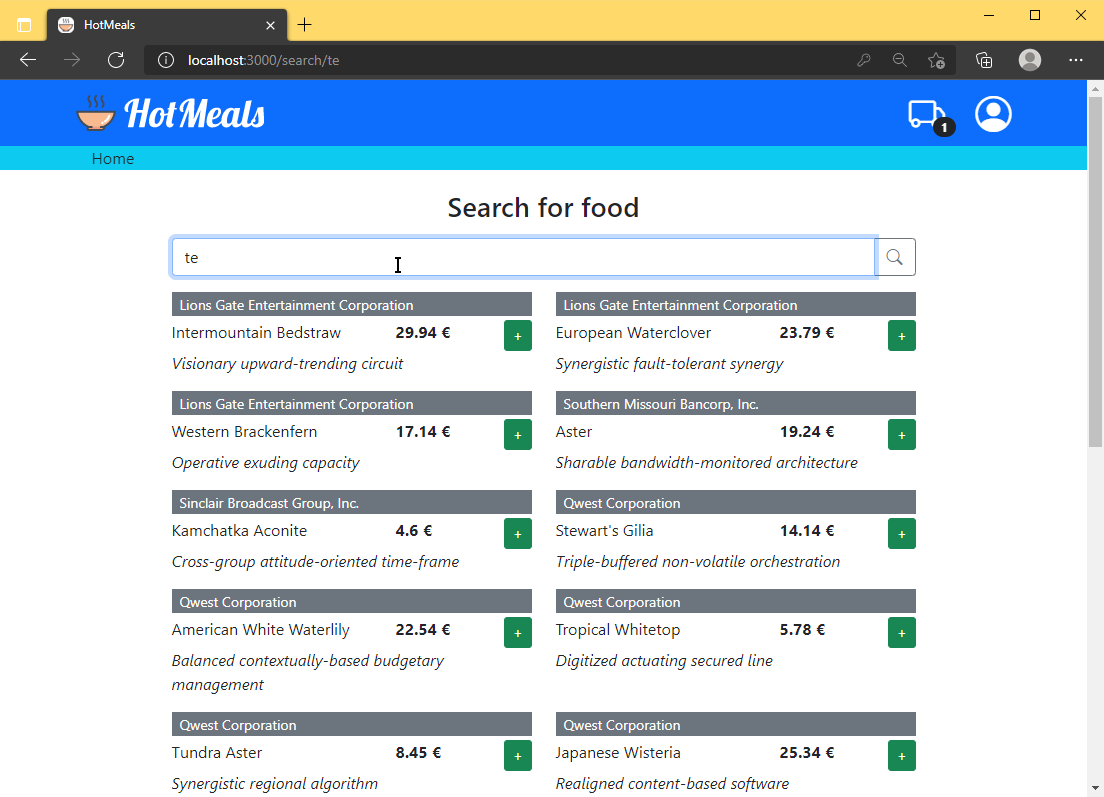 HotMeals
localhost:3000/search/te
HotMeals
1
Home
Search for food
te
Lions Gate Entertainment Corporation
Intermountain Bedstraw 29.94 € +
Visionary upward-trending circuit
Lions Gate Entertainment Corporation
European Waterclover 23.79 € +
Synergistic fault-tolerant synergy
Lions Gate Entertainment Corporation
Western Brackenfern 17.14 € +
Operative exuding capacity
Southern Missouri Bancorp, Inc.
Aster 19.24 € +
Sharable bandwidth-monitored architecture
Sinclair Broadcast Group, Inc.
Kamchatka Aconite 4.6 € +
Cross-group attitude-oriented time-frame
Qwest Corporation
Stewart's Gilia 14.14 € +
Triple-buffered non-volatile orchestration
Qwest Corporation
American White Waterlily 22.54 € +
Balanced contextually-based budgetary
management
Qwest Corporation
Tropical Whitetop 5.78 € +
Digitized actuating secured line
Qwest Corporation
Tundra Aster 8.45 € +
Synergistic regional algorithm
Qwest Corporation
Japanese Wisteria 25.34 € +
Realigned content-based software